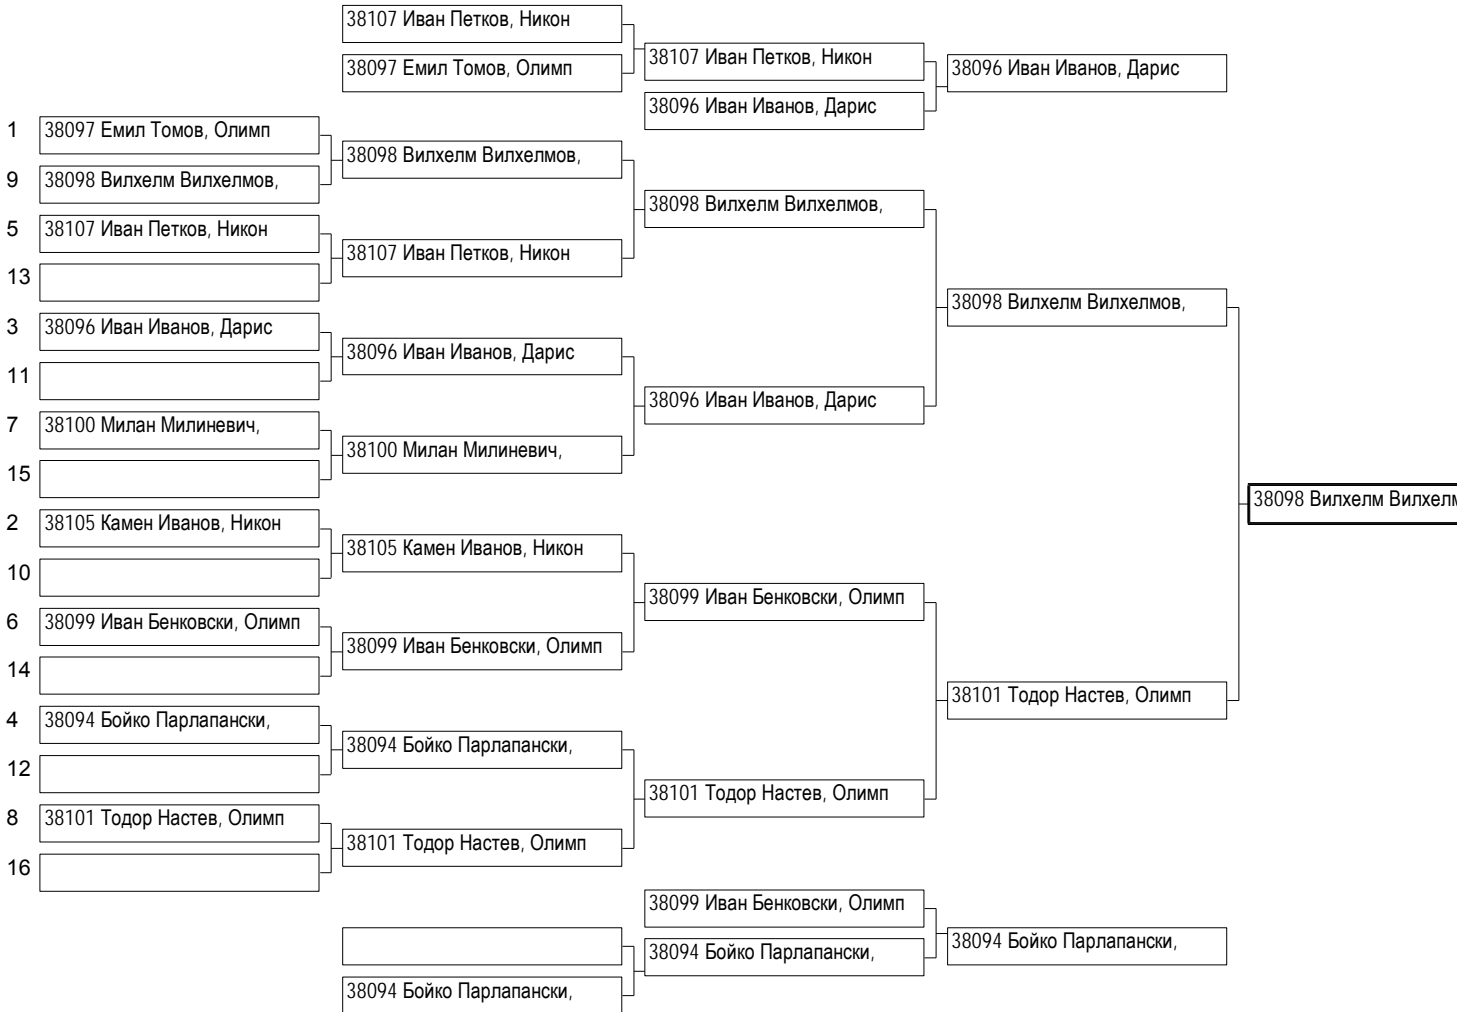 38107 Иван Петков, Никон
38097 Емил Томов, Олимп
38107 Иван Петков, Никон
38096 Иван Иванов, Дарис
38096 Иван Иванов, Дарис
1 38097 Емил Томов, Олимп
38098 Вилхелм Вилхелмов,
9 38098 Вилхелм Вилхелмов,
38098 Вилхелм Вилхелмов,
5 38107 Иван Петков, Никон
38107 Иван Петков, Никон
13
38098 Вилхелм Вилхелмов,
3 38096 Иван Иванов, Дарис
38096 Иван Иванов, Дарис
11
38096 Иван Иванов, Дарис
7 38100 Милан Милиневич,
38100 Милан Милиневич,
15
38098 Вилхелм
2 38105 Камен Иванов, Никон
38105 Камен Иванов, Никон
10
38099 Иван Бенковски, Олимп
6 38099 Иван Бенковски, Олимп
38099 Иван Бенковски, Олимп
14
38101 Тодор Настев, Олимп
4 38094 Бойко Парлапански,
38094 Бойко Парлапански,
12
38101 Тодор Настев, Олимп
8 38101 Тодор Настев, Олимп
38101 Тодор Настев, Олимп
16
38099 Иван Бенковски, Олимп
38094 Бойко Парлапански,
38094 Бойко Парлапански,
38094 Бойко Парлапански,